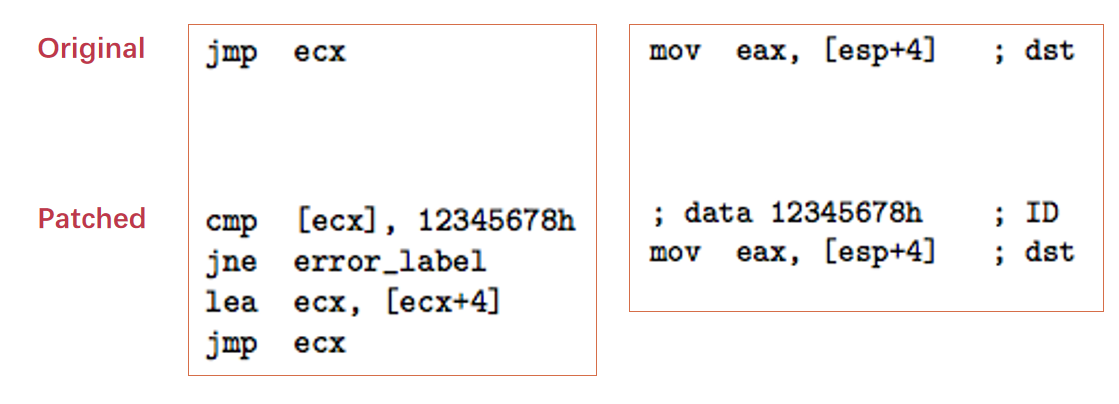 Original
jmp ecx
mov eax, [esp+4] ; dst
Patched
cmp [ecx], 12345678h
jne error_label
lea ecx, [ecx+4]
jmp ecx
; data 12345678h ; ID
mov eax, [esp+4] ; dst